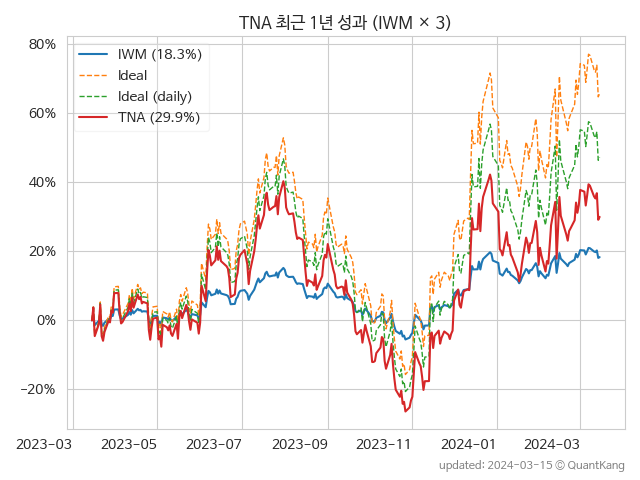 TNA 최근 1년 성과 (IWM × 3)
IWM (18.3%)
Ideal
Ideal (daily)
TNA (29.9%)
80%
60%
40%
20%
0%
−20%
2023-03 2023-05 2023-07 2023-09 2023-11 2024-01 2024-03
updated: 2024-03-15 ⓒ QuantKang